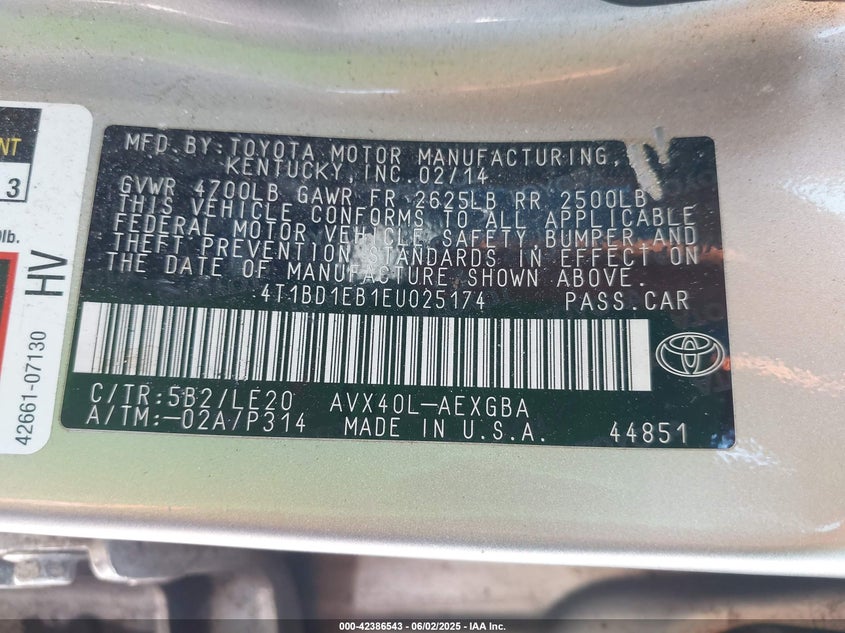 MFD.BY:TOYOTA MOTOR MANUFACTURING,
KENTUCKY,INC.02/14
GVWR 4700LB GAWR FR 2625LB RR 2500LB
THIS VEHICLE CONFORMS TO ALL APPLICABLE
FEDERAL MOTOR VEHICLE SAFETY,BUMPER AND
THEFT PREVENTION STANDARDS IN EFFECT ON
THE DATE OF MANUFACTURE SHOWN ABOVE.
4T1BD1EB1EU025174 PASS.CAR
C/TR:5B2/LE20 AVX40L-AEXGBA
A/TM:-02A/P314 MADE IN U.S.A. 44851
NT
3
lb.
HV
42661-07130
000-42386543 - 06/02/2025 - IAA Inc.